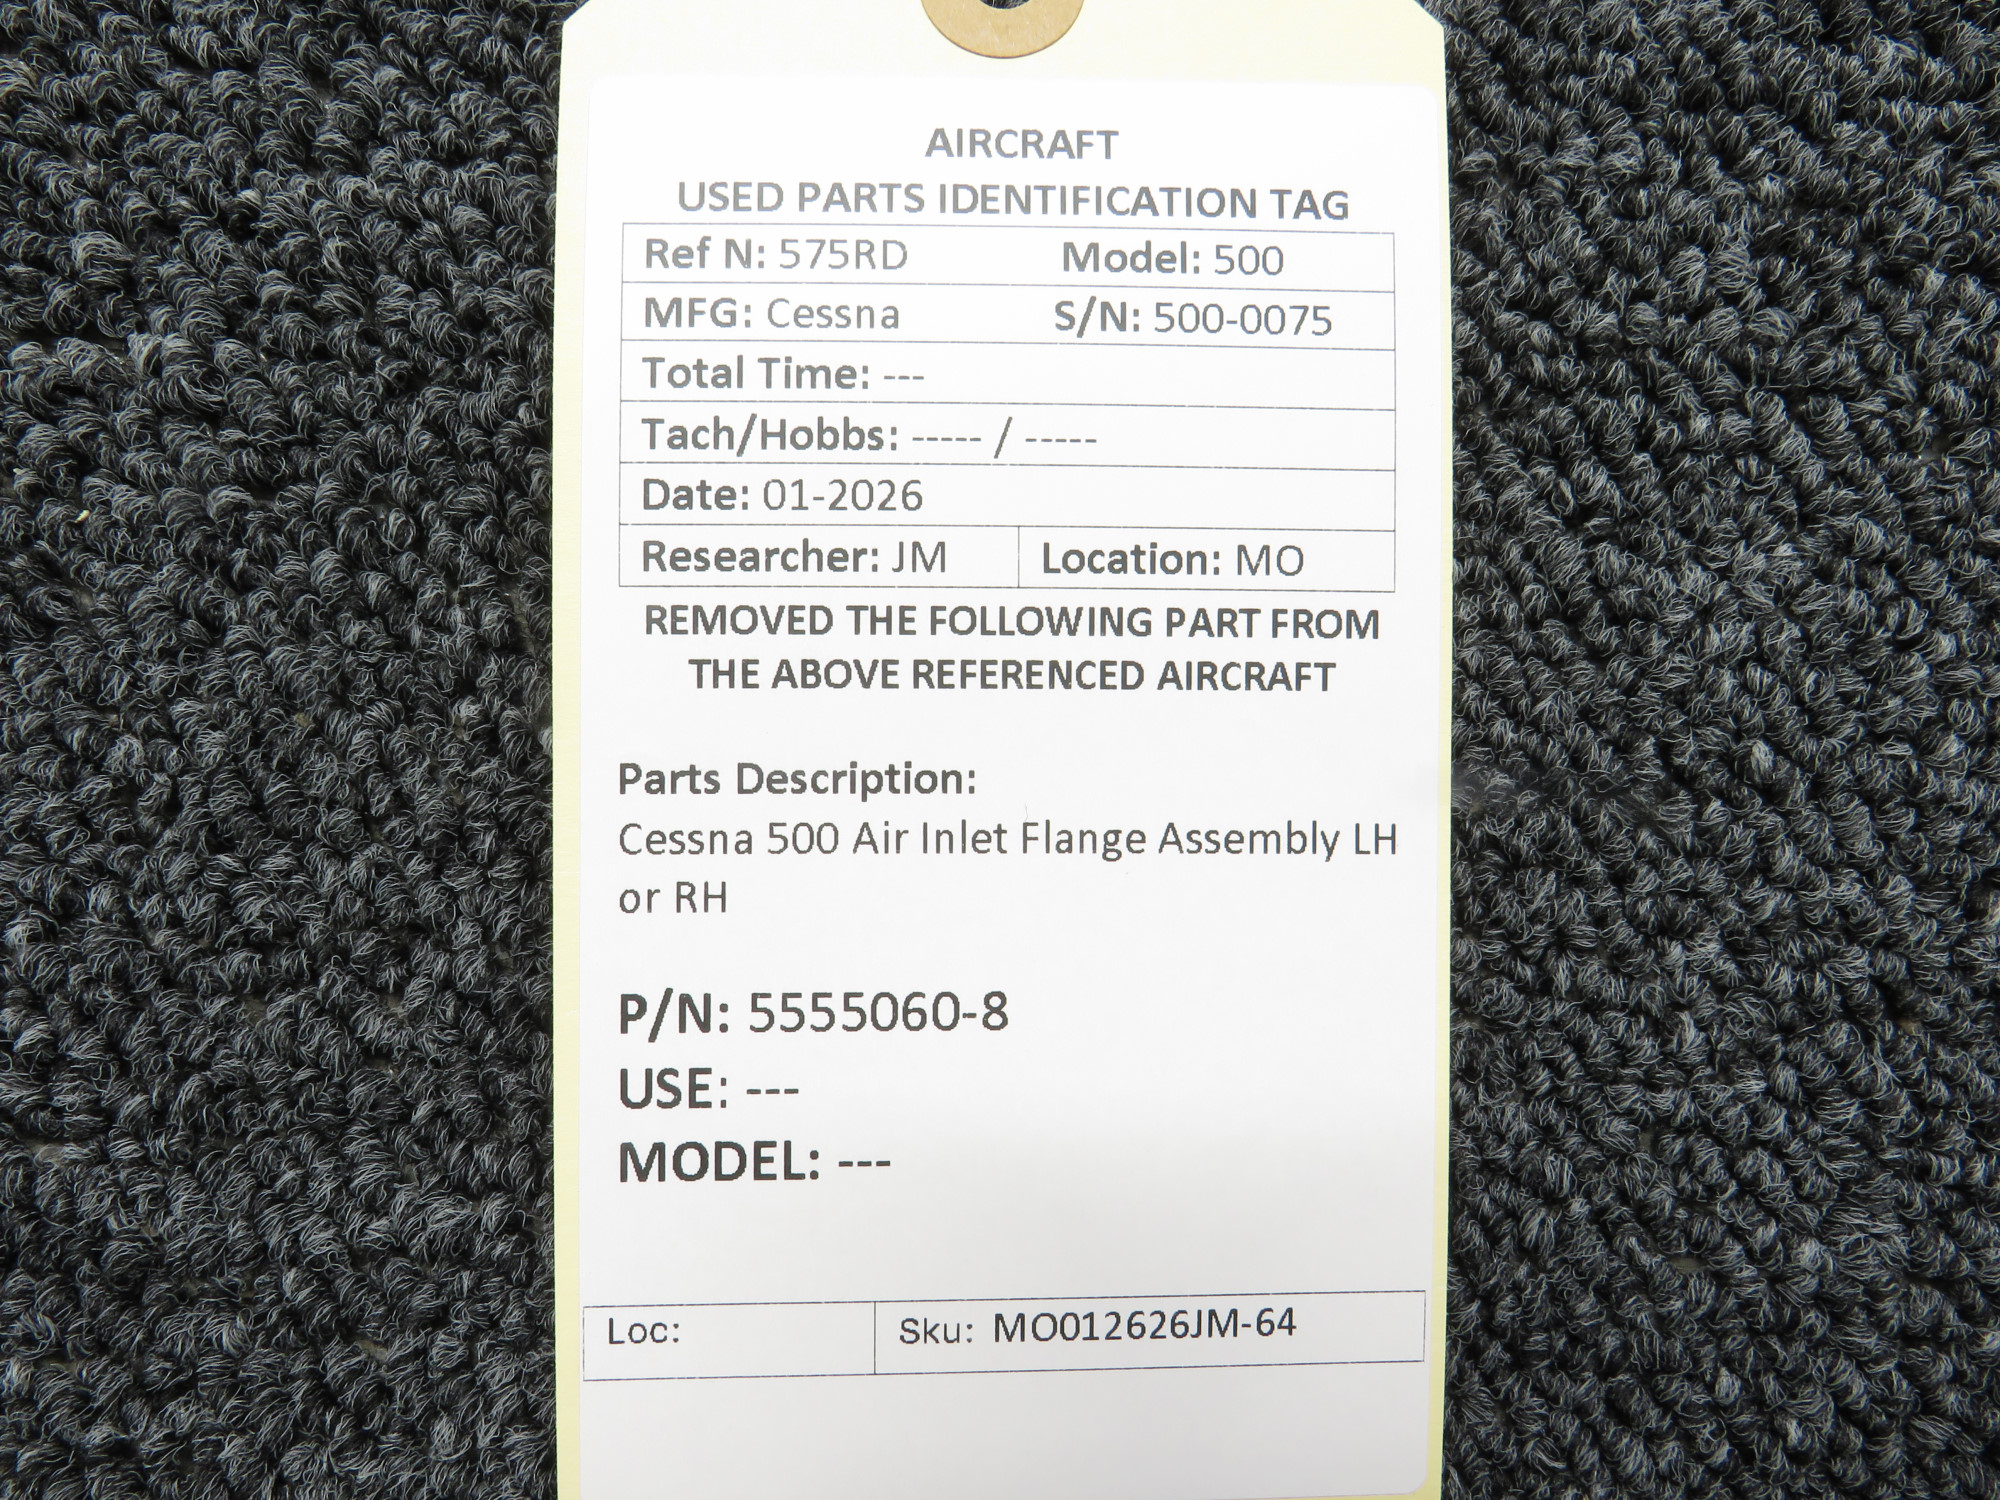 AIRCRAFT
USED PARTS IDENTIFICATION TAG
Ref N: 575RD Model: 500
MFG: Cessna S/N: 500-0075
Total Time: ---
Tach/Hobbs: ----- / -----
Date: 01-2026
Researcher: JM Location: MO
REMOVED THE FOLLOWING PART FROM
THE ABOVE REFERENCED AIRCRAFT
Parts Description:
Cessna 500 Air Inlet Flange Assembly LH
or RH
P/N: 5555060-8
USE: ---
MODEL: ---
Loc: Sku: MO012626JM-64